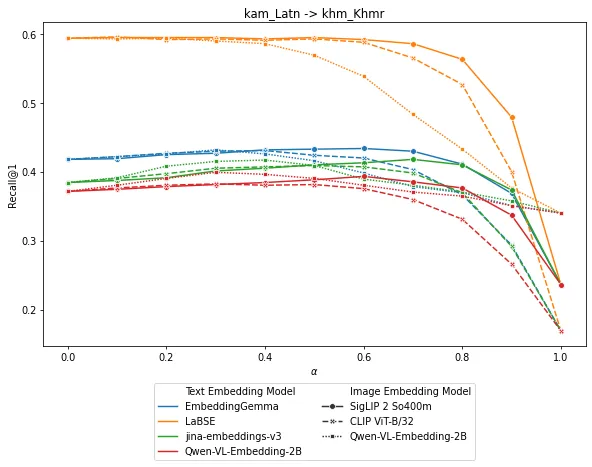 kam_Latn -> khm_Khmr
Recall@1
0.6
0.5
0.4
0.3
0.2
0.0 0.2 0.4 0.6 0.8 1.0
α
Text Embedding Model Image Embedding Model
EmbeddingGemma SigLIP 2 So400m
LaBSE CLIP ViT-B/32
jina-embeddings-v3 Qwen-VL-Embedding-2B
Qwen-VL-Embedding-2B